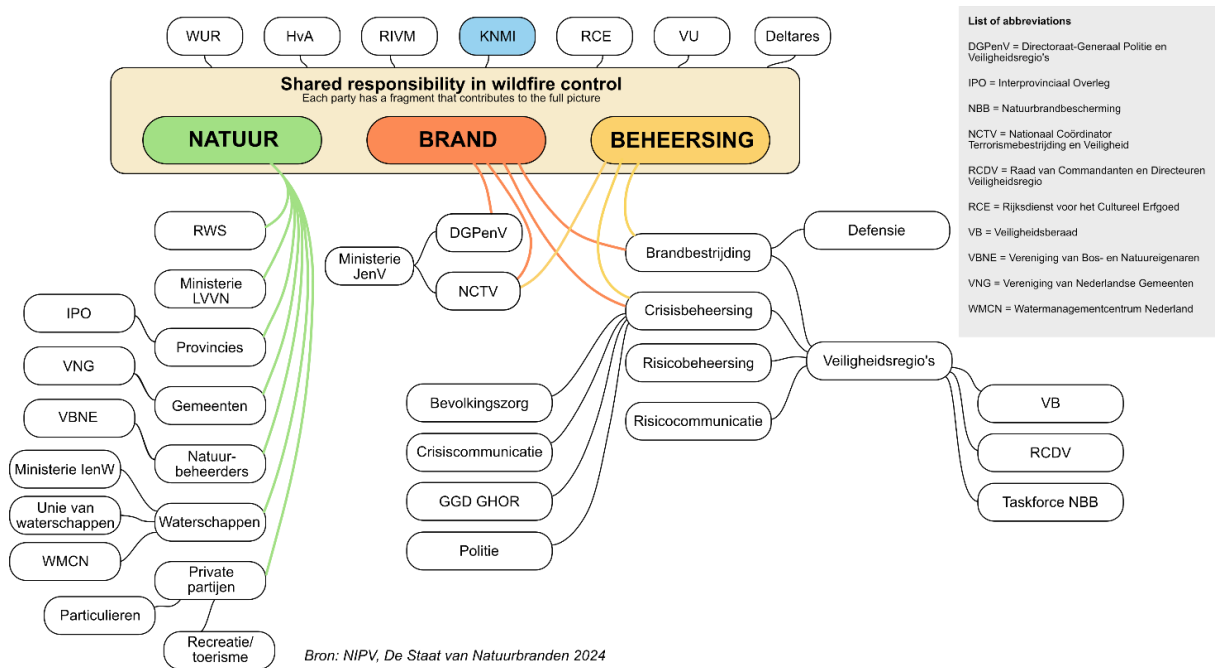 WUR
HvA
RIVM
KNMI
RCE
VU
Deltares
Shared responsibility in wildfire control
Each party has a fragment that contributes to the full picture
NATUUR
BRAND
BEHEERSING
RWS
Ministerie
LVVN
IPO
Provincies
VNG
Gemeenten
VBNE
Natuur-
beheerders
Ministerie IenW
Unie van
waterschappen
Waterschappen
WMCN
Private
partijen
Particulieren
Recreatie/
toerisme
Ministerie
JenV
DGPenV
NCTV
Brandbestrijding
Defensie
Crisisbeheersing
Risicobeheersing
Veiligheidsregio's
Risicocommunicatie
Bevolkingszorg
Crisiscommunicatie
GGD GHOR
Politie
VB
RCDV
Taskforce NBB
Bron: NIPV, De Staat van Natuurbranden 2024
List of abbreviations
DGPenV = Directoraat-Generaal Politie en
Veiligheidsregio's
IPO = Interprovinciaal Overleg
NBB = Natuurbrandbescherming
NCTV = Nationaal Coördinator
Terrorismebestrijding en Veiligheid
RCDV = Raad van Commandanten en Directeuren
Veiligheidsregio
RCE = Rijksdienst voor het Cultureel Erfgoed
VB = Veiligheidsberaad
VBNE = Vereniging van Bos- en Natuureigenaren
VNG = Vereniging van Nederlandse Gemeenten
WMCN = Watermanagementcentrum Nederland